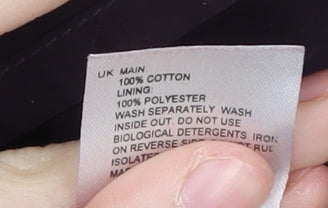 UK MAIN
100% COTTON
LINING:
100% POLYESTER
WASH SEPARATELY WASH
INSIDE OUT DO NOT USE
BIOLOGICAL DETERGENTS IRON
ON REVERSE